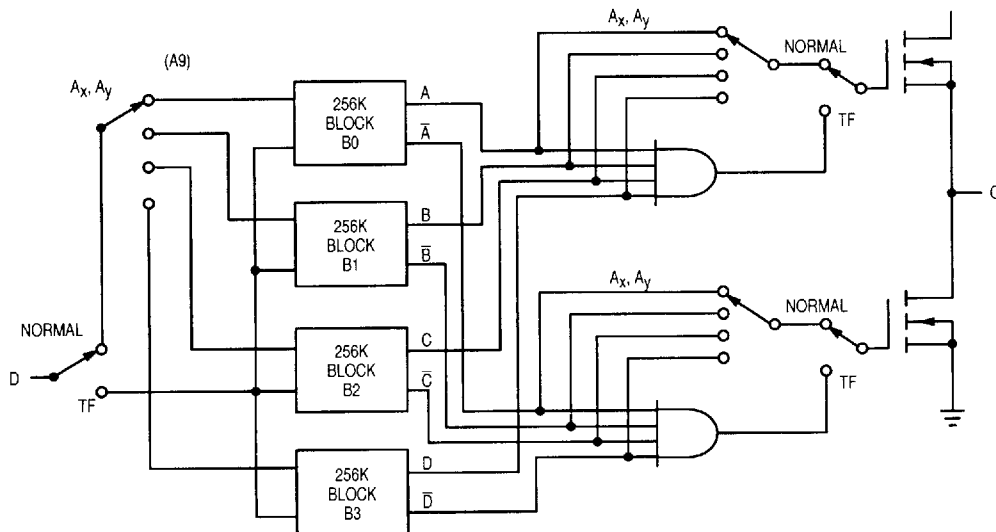 Ax, Ay
(A9)
NORMAL
D
TF
256K
BLOCK
B0
A
A̅
256K
BLOCK
B1
B
B̅
256K
BLOCK
B2
C
C̅
256K
BLOCK
B3
D
D̅
Ax, Ay
NORMAL
TF
Ax, Ay
NORMAL
TF